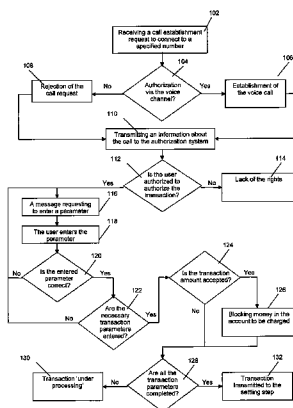 102
Receiving a call establishment
request to connect to a
specified number
108
104
106
Rejection of the
call request
No
Authorization
via the voice
channel?
Yes
Establishment of
the voice call
110
Transmitting an information about
the call to the authorization system
112
114
Yes
Is the user
authorized to
authorize the
transaction?
No
Lack of the rights
116
A message requesting
to enter a parameter
118
The user enters the
parameter
124
120
No
Is the entered
parameter
correct?
Yes
122
Is the transaction
amount accepted?
Yes
126
No
Are the
necessary
transaction
parameters
entered?
Yes
No
Blocking money in the
account to be charged
130
128
132
Transaction 'under
processing'
No
Are all the
transaction
parameters
completed?
Yes
Transaction
transmitted to the
setting step